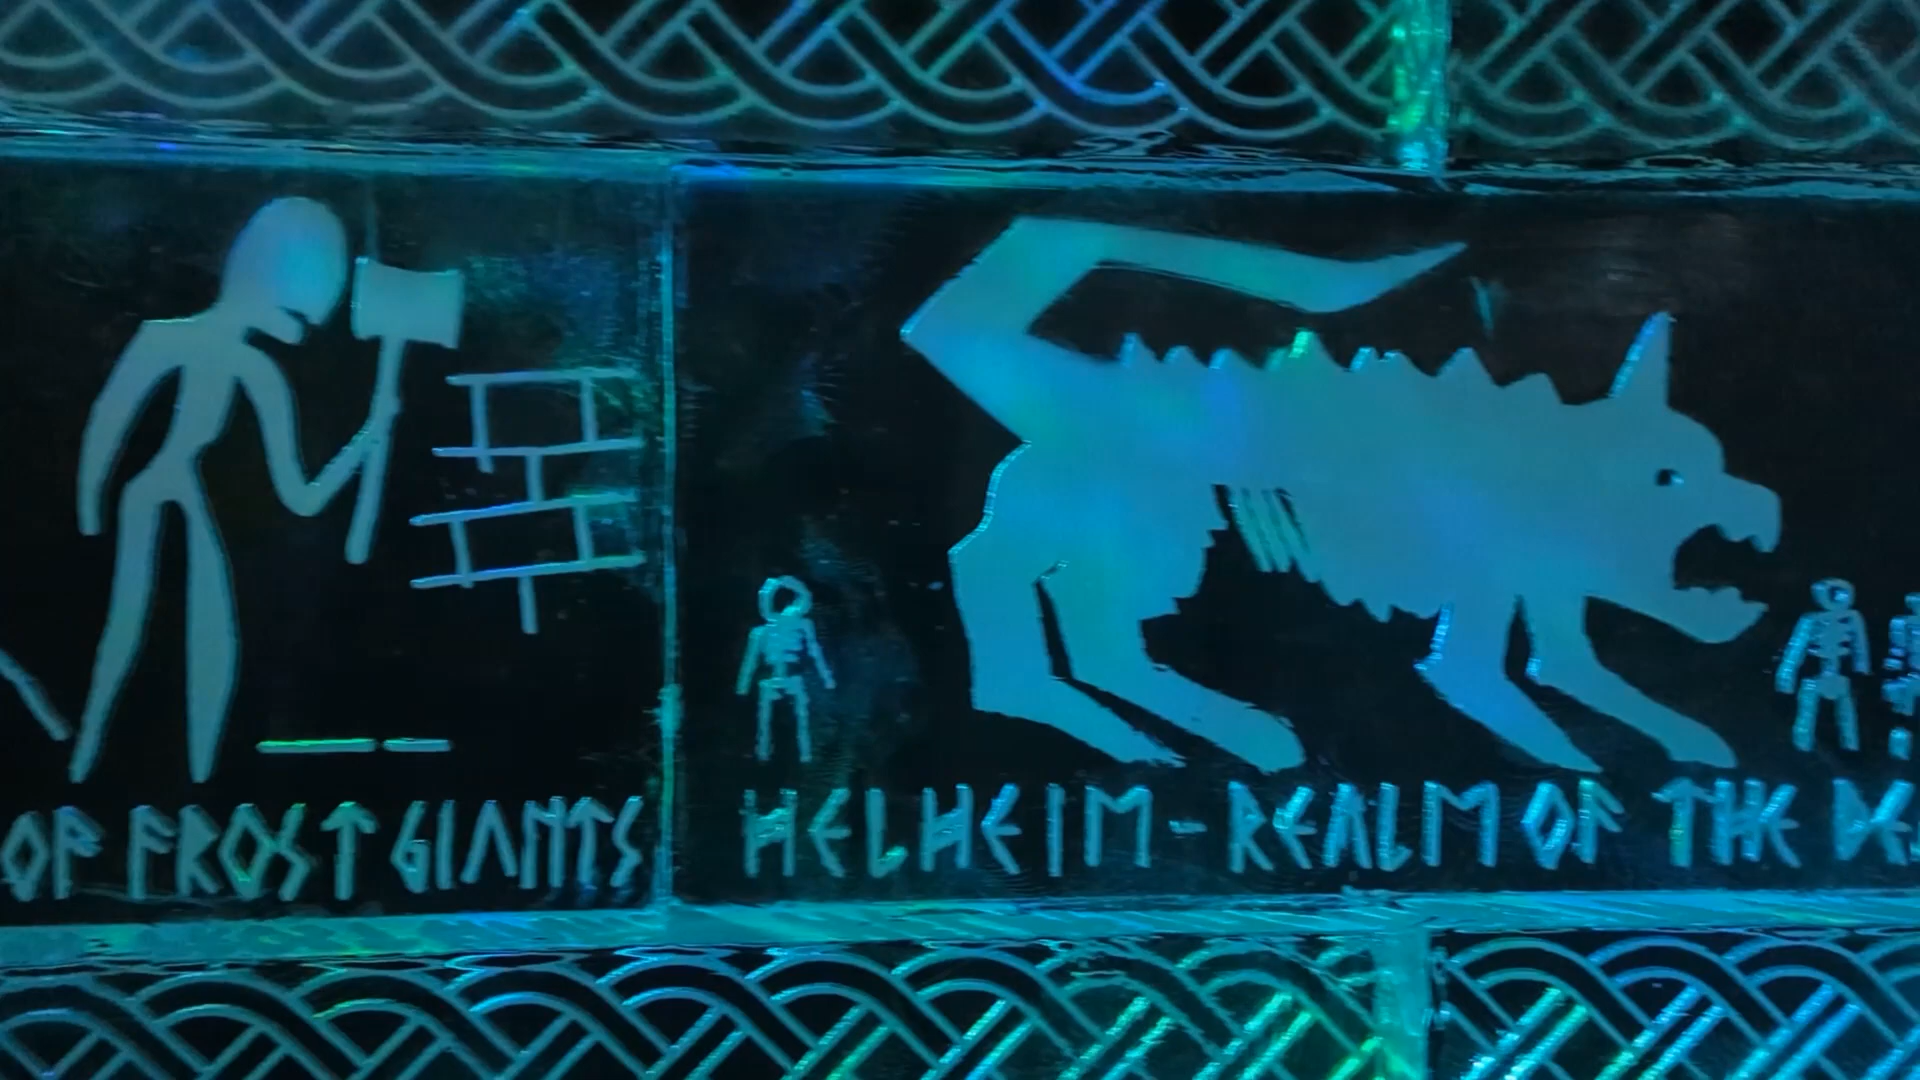 OF FROST GIANTS
HELHEIM - REALM OF THE